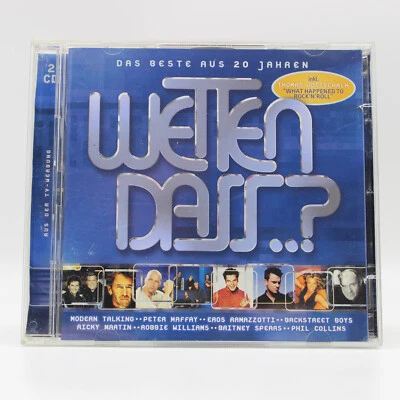 DAS BESTE AUS 20 JAHREN
2
CD
inkl.
"WHAT HAPPENED TO
ROCK'N'ROLL"
WETTEN
DASS..?
AUS DER TV-WERBUNG
MODERN TALKING··PETER MAFFAY··EROS RAMAZZOTTI··BACKSTREET BOYS
RICKY MARTIN··ROBBIE WILLIAMS··BRITNEY SPEARS··PHIL COLLINS